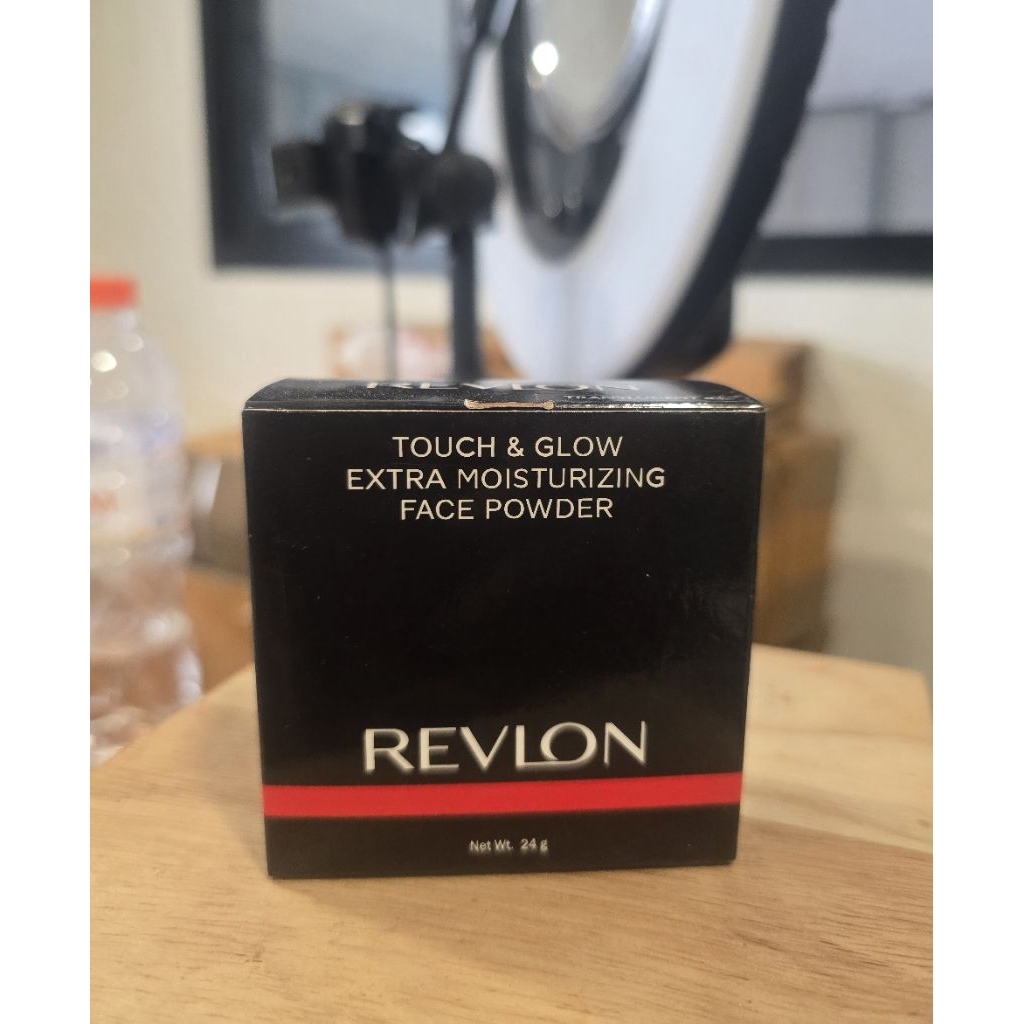 REVLON
TOUCH & GLOW
EXTRA MOISTURIZING
FACE POWDER
REVLON
Net Wt. 24 g